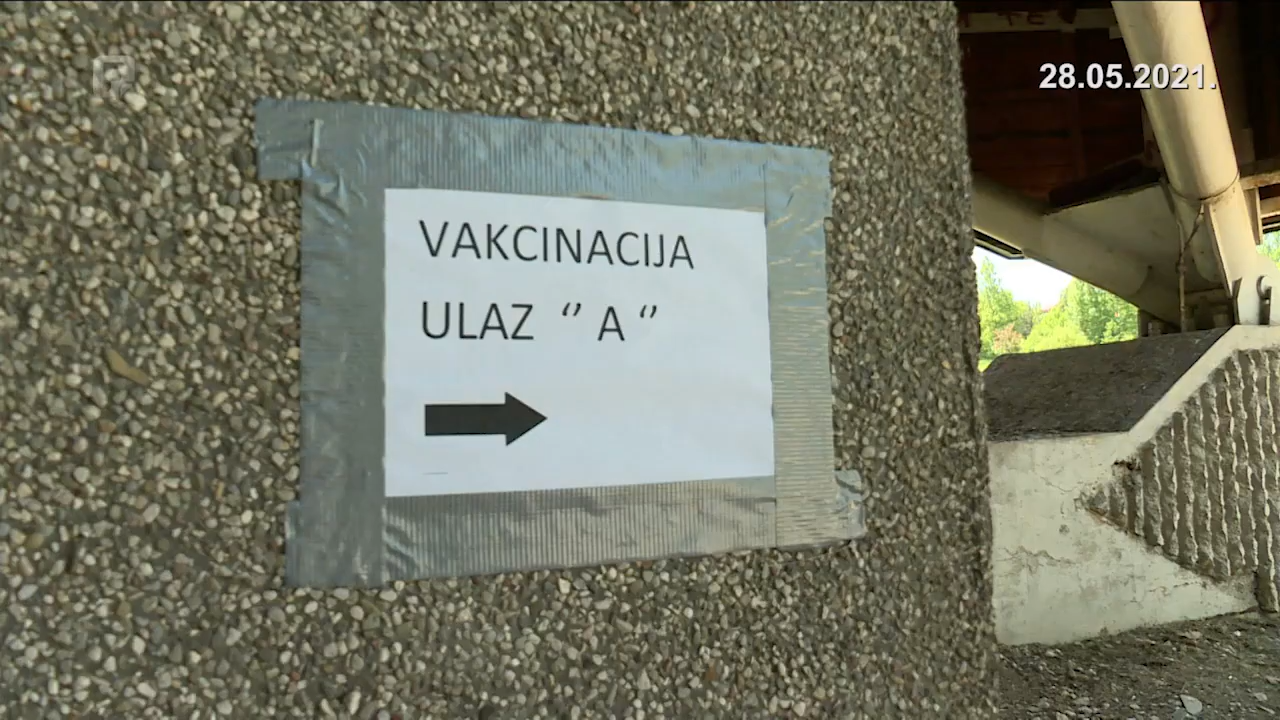 28.05.2021.
VAKCINACIJA
ULAZ ‘’ A ‘’